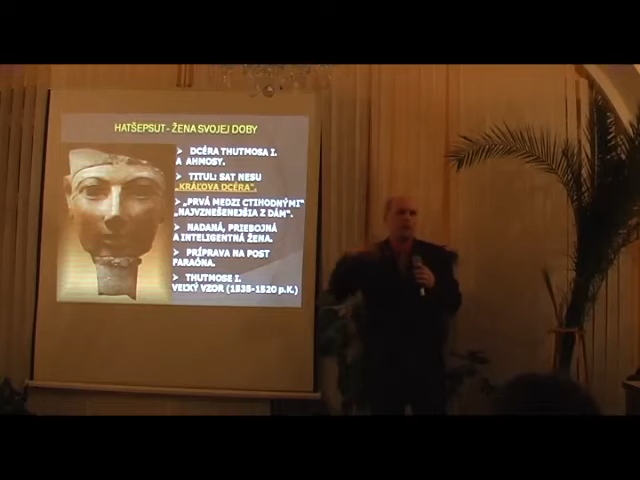 HATŠEPSUT - ŽENA SVOJEJ DOBY
➤ DCÉRA THUTMOSA I.
A AHMOSY.
➤ TITUL: SAT NESU
„KRÁĽOVA DCÉRA“.
➤ „PRVÁ MEDZI CTIHODNÝMI“
„NAJVZNEŠENEJŠIA Z DÁM“.
➤ NADANÁ, PRIEBOJNÁ
A INTELIGENTNÁ ŽENA.
➤ PRÍPRAVA NA POST
FARAÓNA.
➤ THUTMOSE I.
VEĽKÝ VZOR (1535-1520 p.K.)